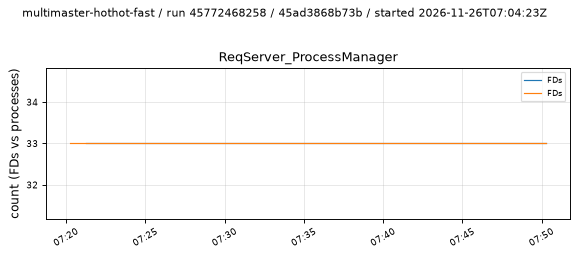 multimaster-hothot-fast / run 45772468258 / 45ad3868b73b / started 2026-11-26T07:04:23Z
ReqServer_ProcessManager
FDs
FDs
count (FDs vs processes)
34
33
32
07:20
07:25
07:30
07:35
07:40
07:45
07:50